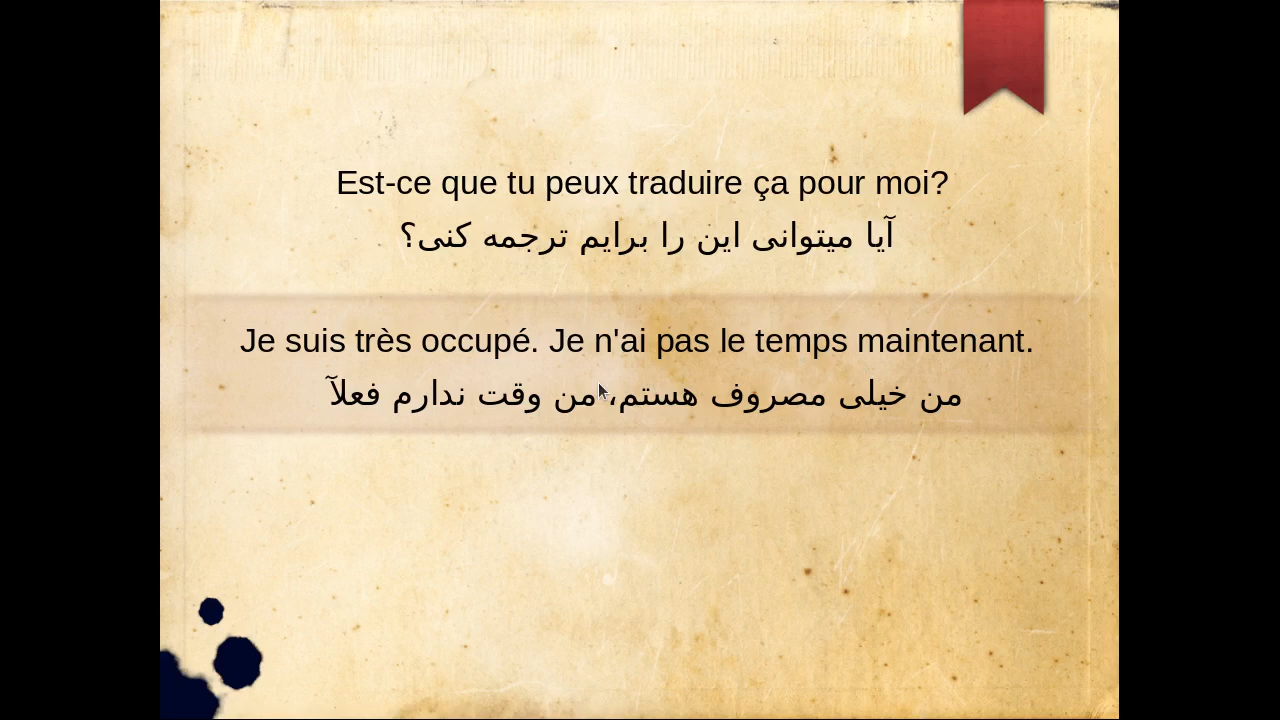 Est-ce que tu peux traduire ça pour moi?
آیا میتوانی این را برایم ترجمه کنی؟
Je suis très occupé. Je n'ai pas le temps maintenant.
من خیلی مصروف هستم، من وقت ندارم فعلآ